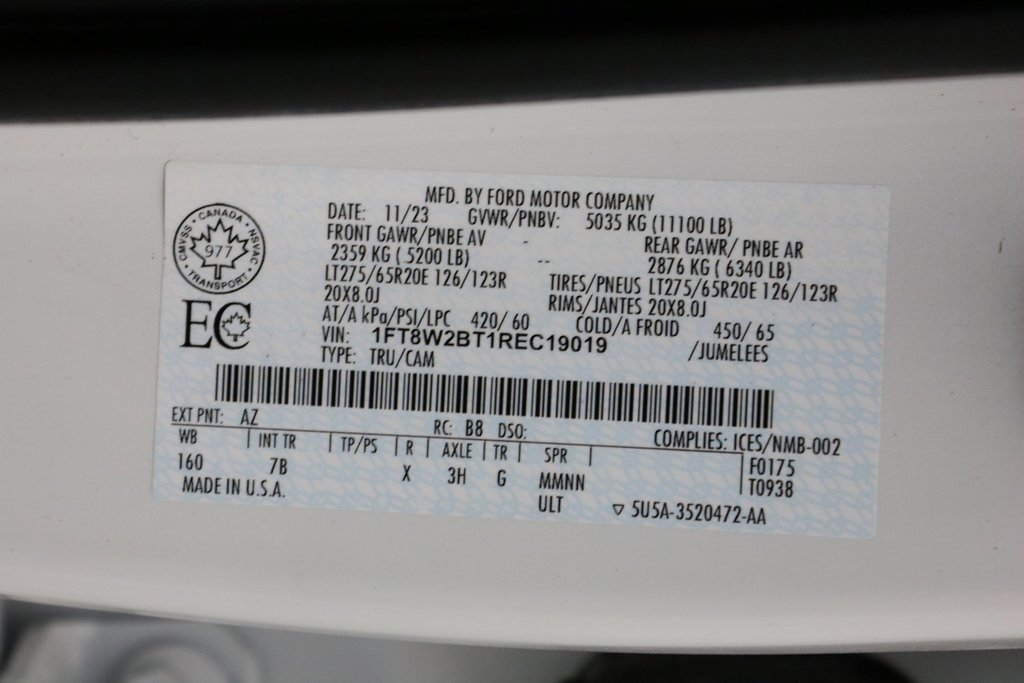 MFD. BY FORD MOTOR COMPANY
DATE: 11/23 GVWR/PNBV: 5035 KG (11100 LB)
FRONT GAWR/PNBE AV REAR GAWR/ PNBE AR
2359 KG ( 5200 LB) 2876 KG ( 6340 LB)
LT275/65R20E 126/123R TIRES/PNEUS LT275/65R20E 126/123R
20X8.0J RIMS/JANTES 20X8.0J
AT/A kPa/PSI/LPC 420/ 60 COLD/A FROID 450/ 65
VIN: 1FT8W2BT1REC19019 /JUMELEES
TYPE: TRU/CAM
CANADA
CMVSS NSVAC
977
TRANSPORT
EC
EXT PNT: AZ RC: B8 DSO: COMPLIES: ICES/NMB-002
WB INT TR TP/PS R AXLE TR SPR F0175
160 7B X 3H G MMNN T0938
MADE IN U.S.A. ULT ▽ 5U5A-3520472-AA